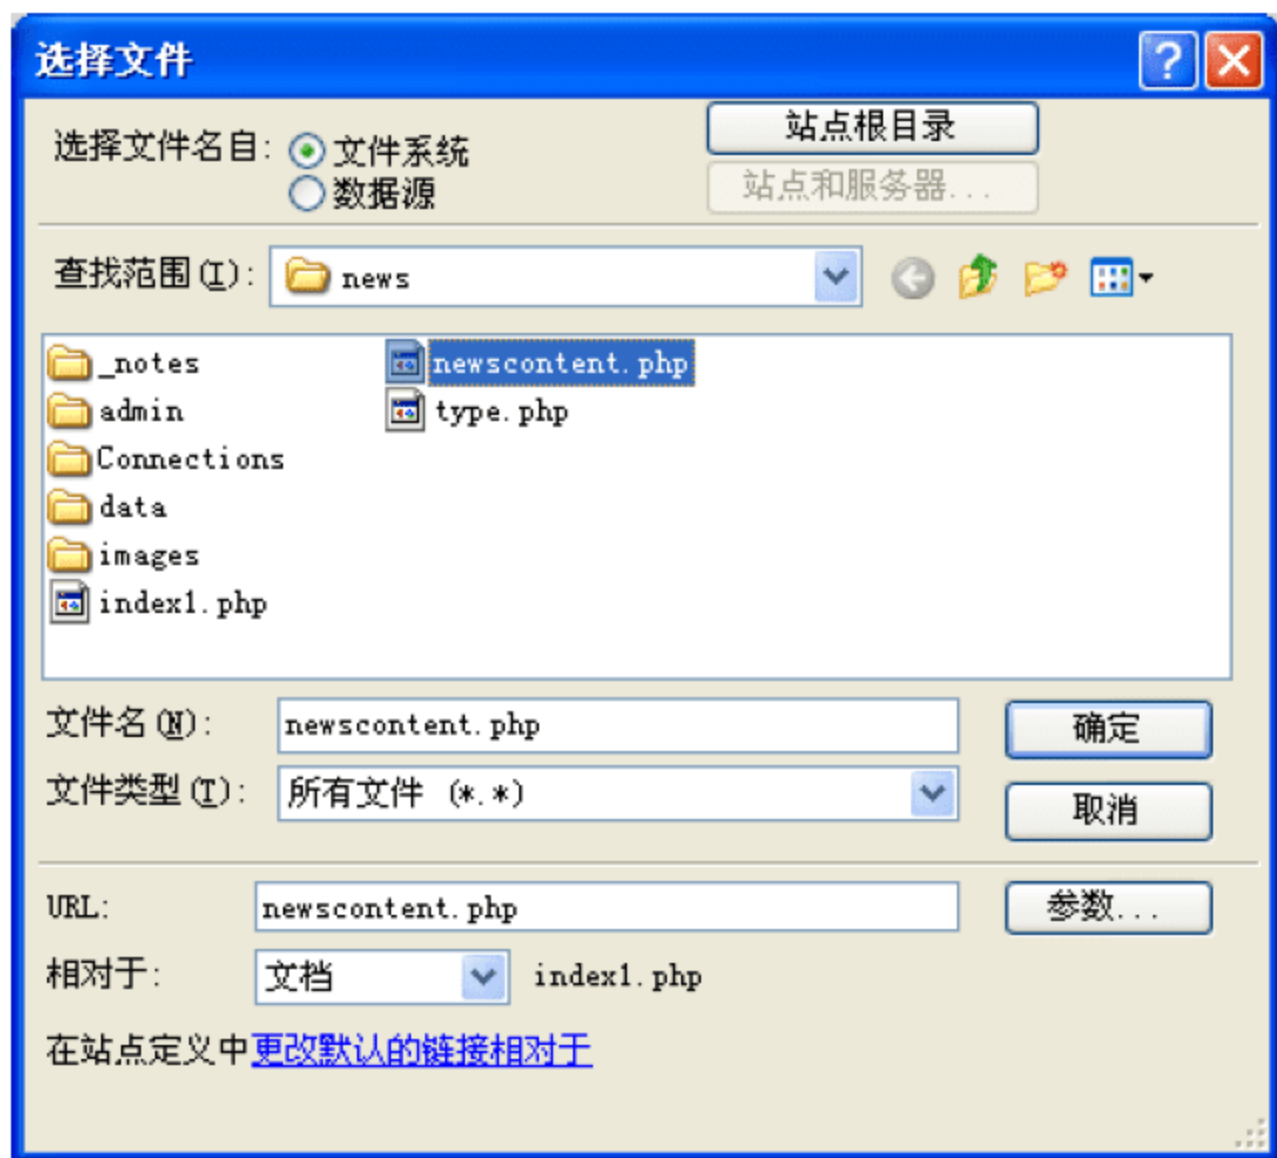 选择文件
选择文件名自: 文件系统 站点根目录
数据源 站点和服务器...
查找范围(I): news
_notes newscontent.php
admin type.php
Connections
data
images
index1.php
文件名(N): newscontent.php 确定
文件类型(T): 所有文件 (*.*) 取消
URL: newscontent.php 参数...
相对于: 文档 index1.php
在站点定义中更改默认的链接相对于